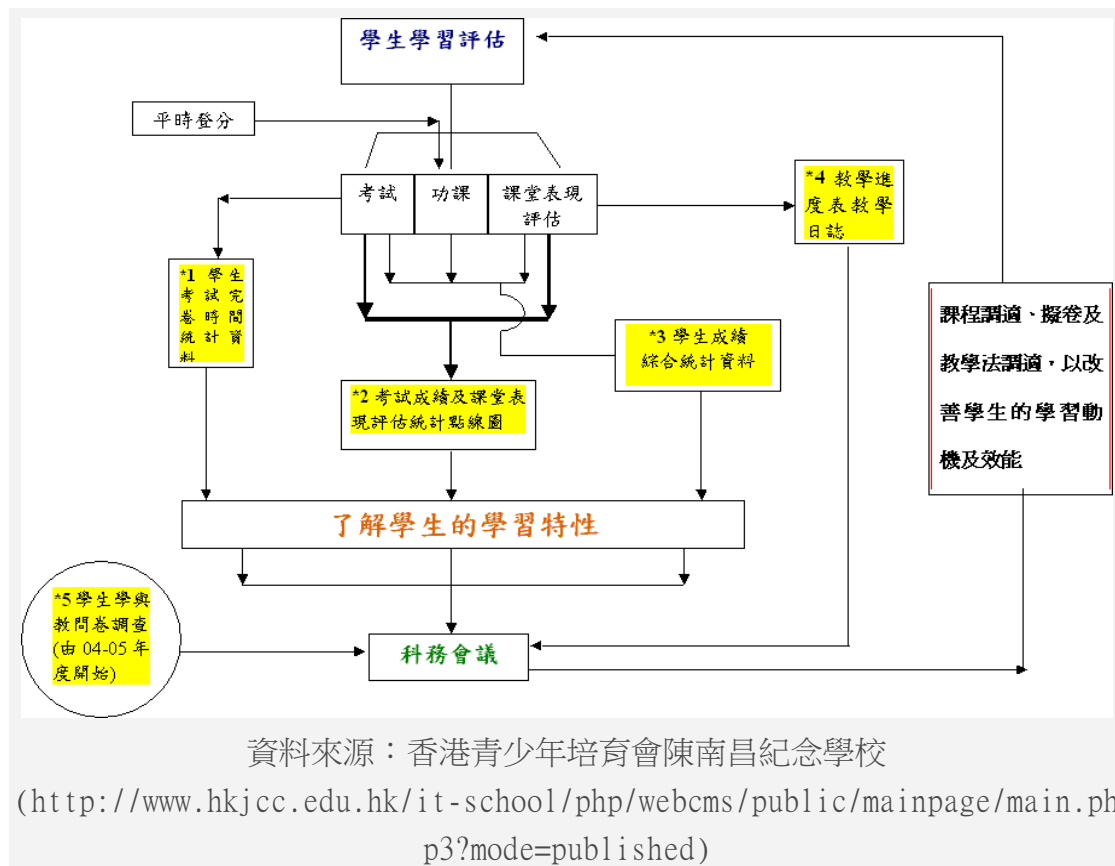 學生學習評估
平時登分
考試
功課
課堂表現
評估
*4 教學進
度表教學
日誌
*1 學生
考試完
卷時間
統計資
料
*3 學生成績
綜合統計資料
*2 考試成績及課堂表
現評估統計點線圖
課程調適、擬卷及
教學法調適，以改
善學生的學習動
機及效能
了解學生的學習特性
*5 學生學與
教問卷調查
(由 04-05 年
度開始)
科務會議
資料來源：香港青少年培育會陳南昌紀念學校
(http://www.hkjcc.edu.hk/it-school/php/webcms/public/mainpage/main.ph
p3?mode=published)